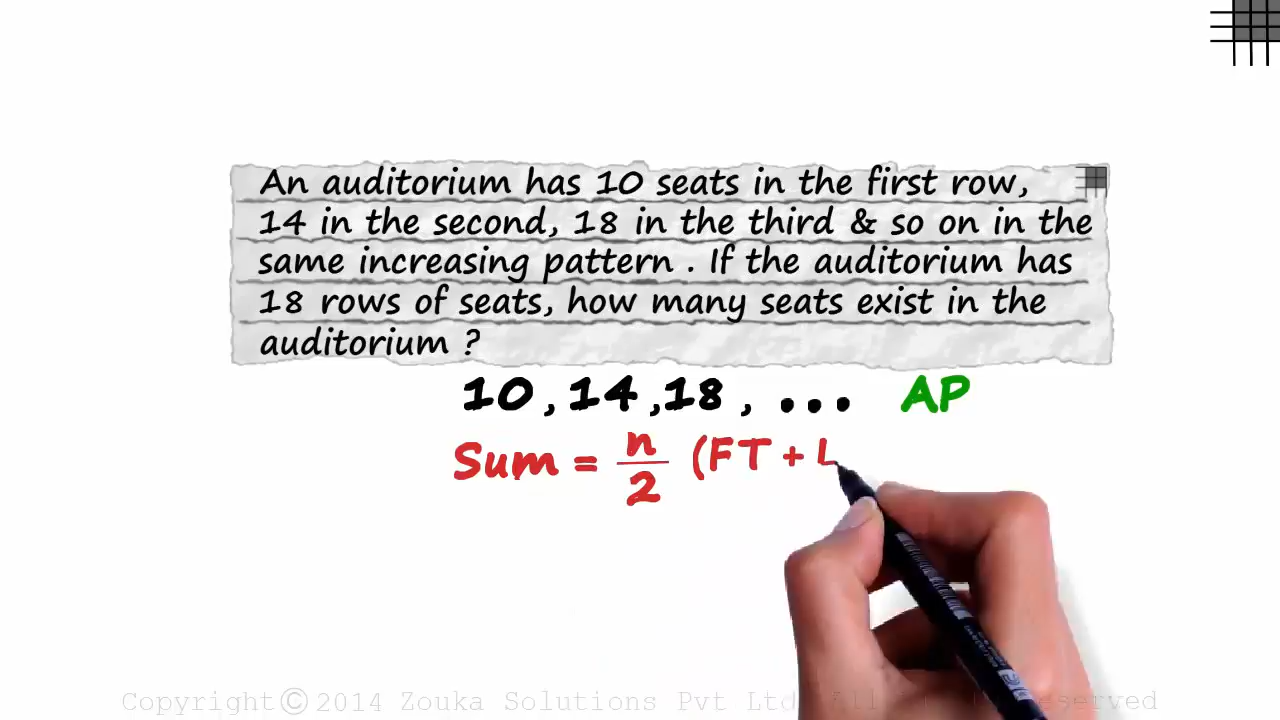 An auditorium has 10 seats in the first row,
14 in the second, 18 in the third & so on in the
same increasing pattern . If the auditorium has
18 rows of seats, how many seats exist in the
auditorium ?
10 , 14 ,18 , ... AP
Sum = n/2 (FT + L
Copyright©2014 Zouka Solutions Pvt Ltd